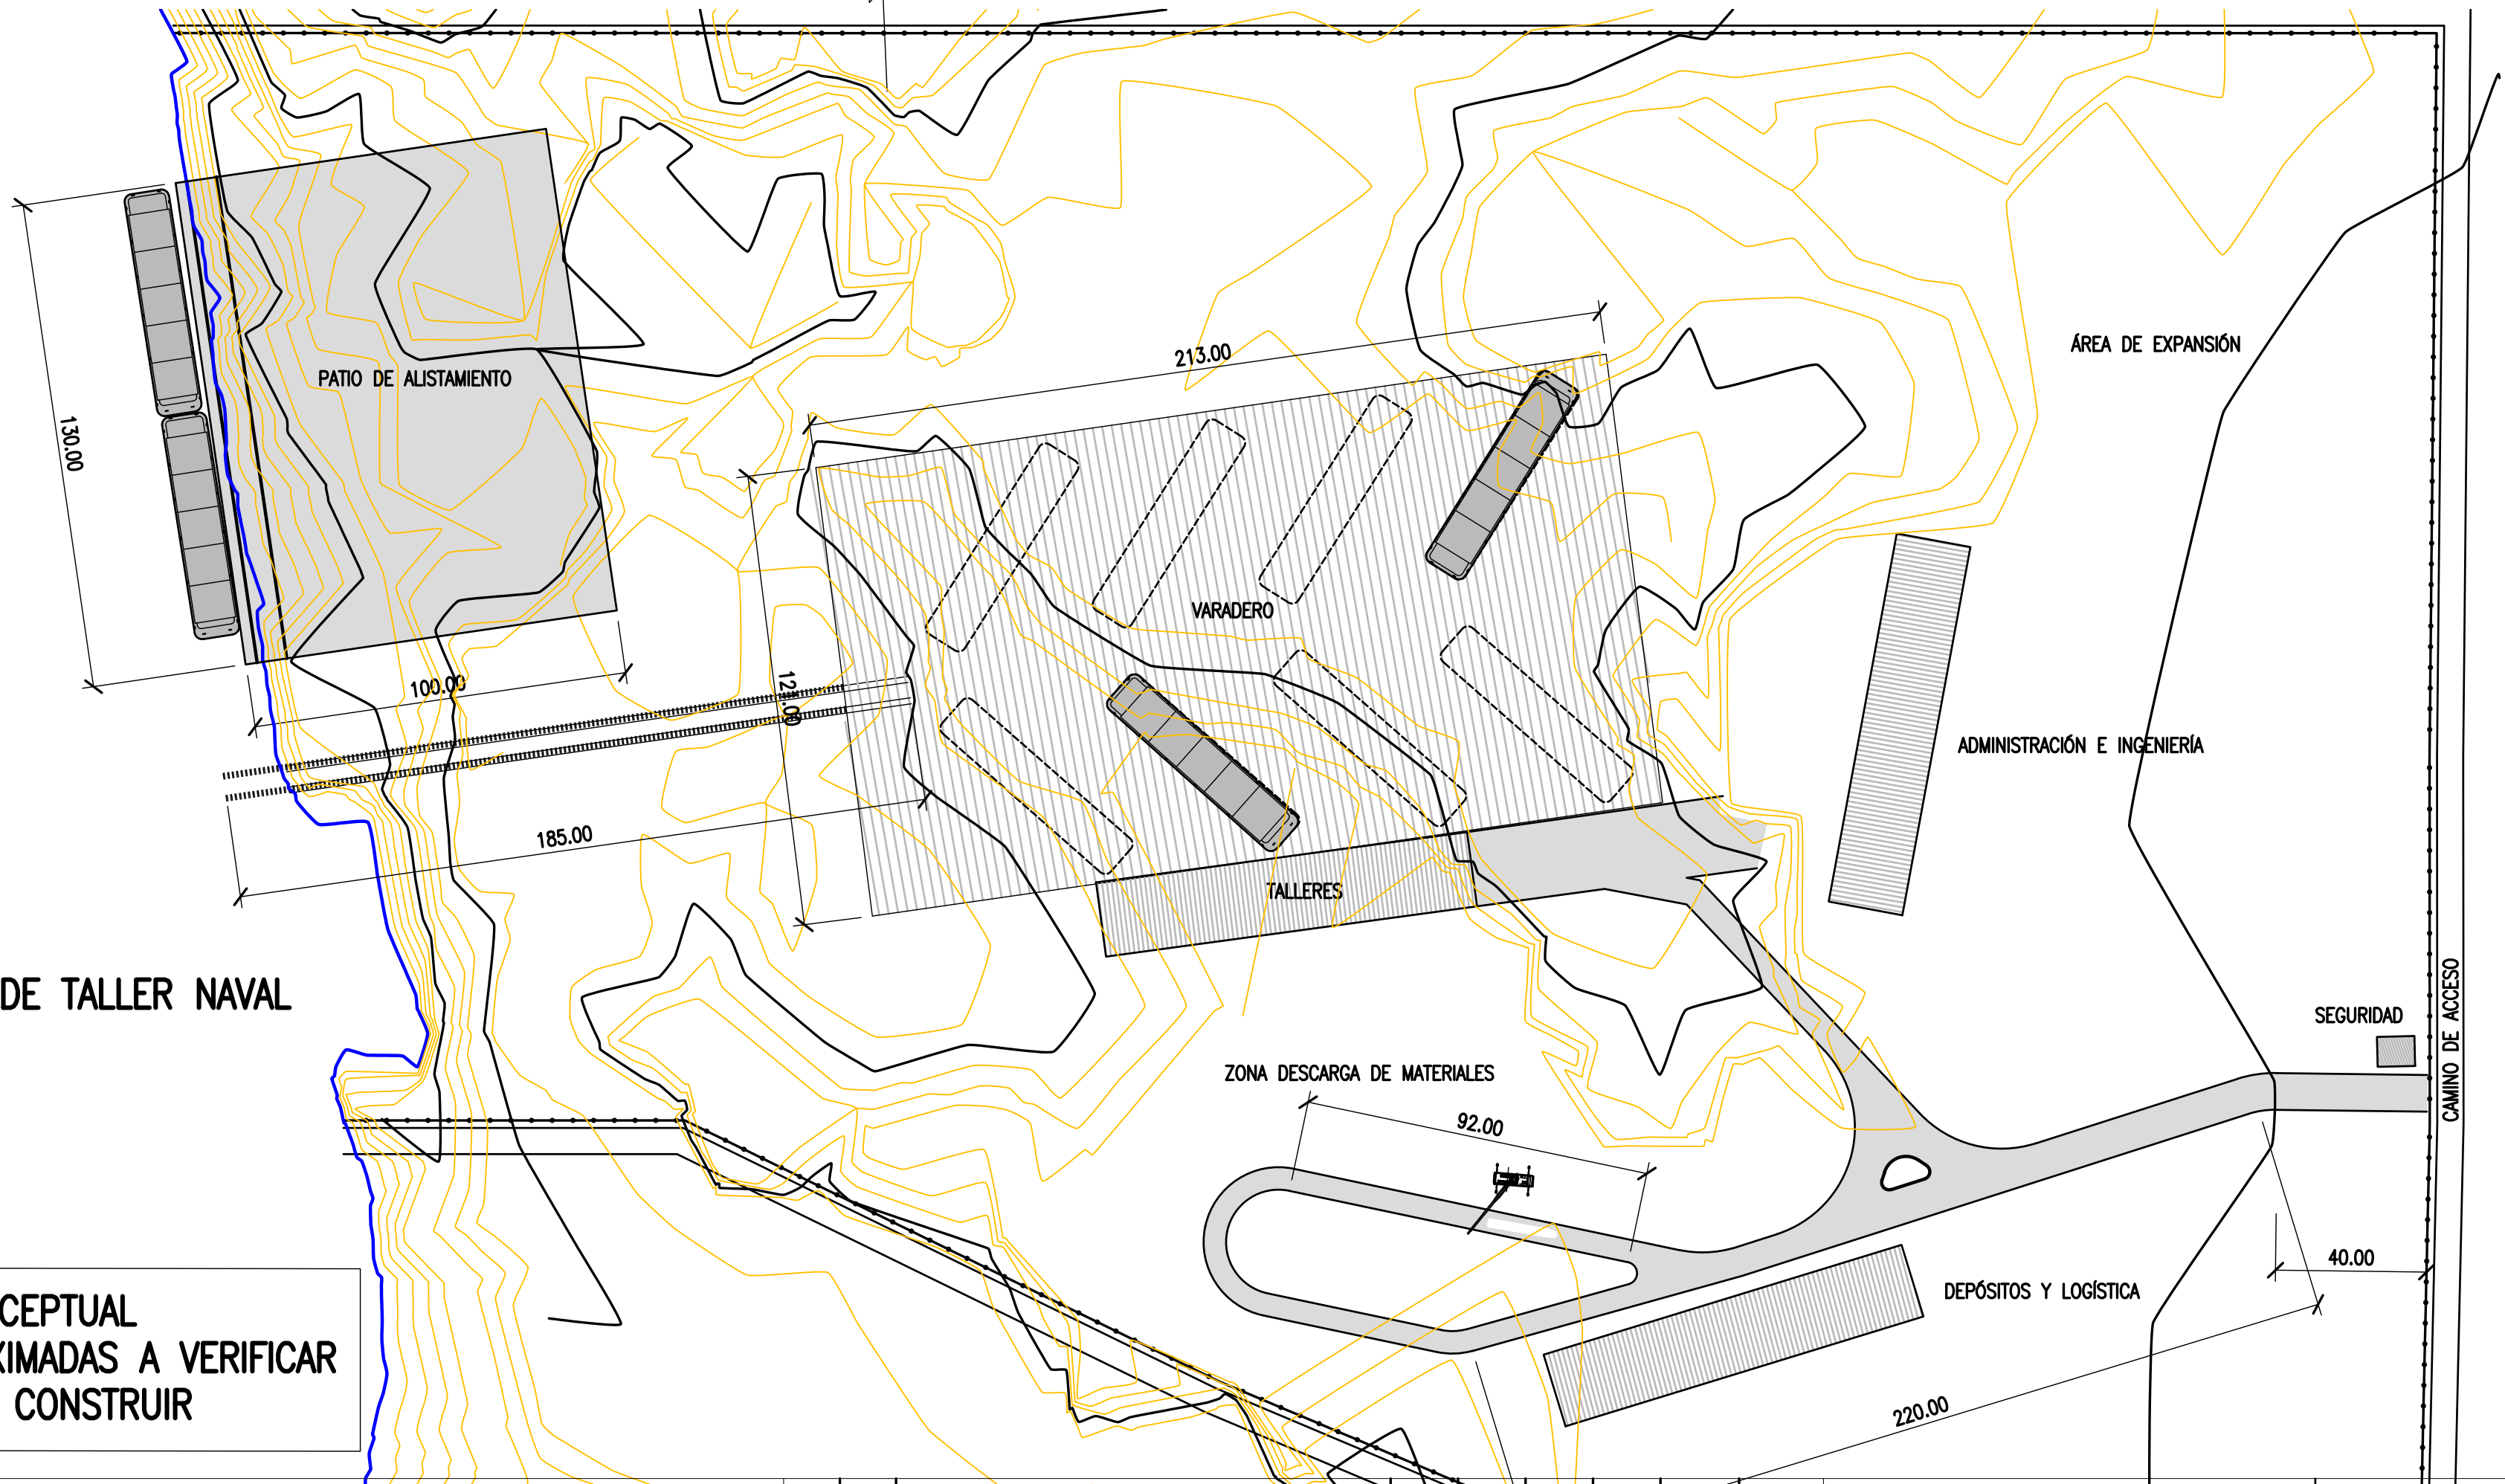 213.00
ÁREA DE EXPANSIÓN
PATIO DE ALISTAMIENTO
130.00
VARADERO
100.00
121.00
ADMINISTRACIÓN E INGENIERÍA
185.00
TALLERES
DE TALLER NAVAL
SEGURIDAD
CAMINO DE ACCESO
ZONA DESCARGA DE MATERIALES
92.00
40.00
DEPÓSITOS Y LOGÍSTICA
CEPTUAL
XIMADAS A VERIFICAR
CONSTRUIR
220.00